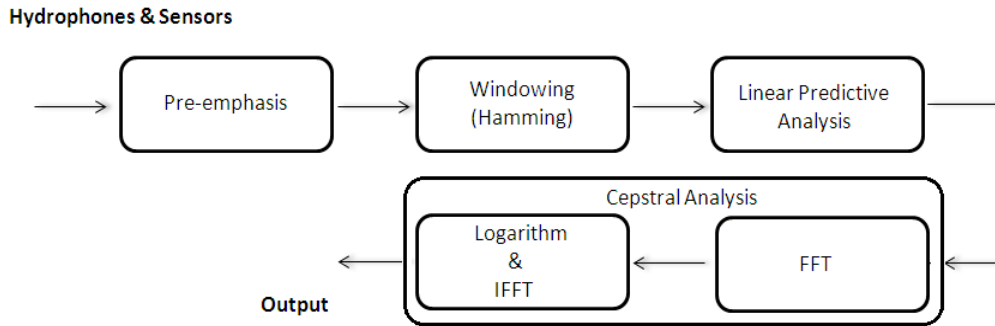 Hydrophones & Sensors
Pre-emphasis
Windowing
(Hamming)
Linear Predictive
Analysis
Cepstral Analysis
FFT
Logarithm
&
IFFT
Output